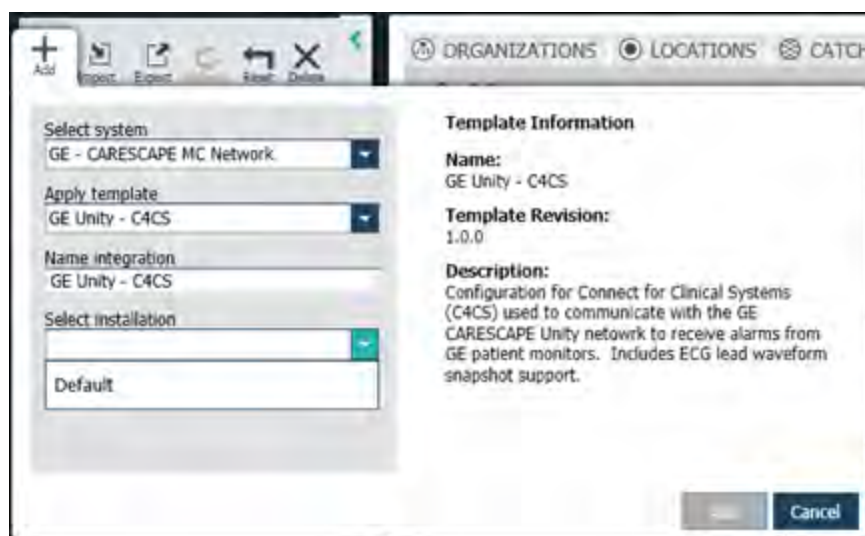 Add
Import
Export
Reset
Delete
ORGANIZATIONS
LOCATIONS
CATCH
Select system
GE - CARESCAPE MC Network
Apply template
GE Unity - C4CS
Name integration
GE Unity - C4CS
Select installation
Default
Template Information
Name:
GE Unity - C4CS
Template Revision:
1.0.0
Description:
Configuration for Connect for Clinical Systems
(C4CS) used to communicate with the GE
CARESCAPE Unity netowrk to receive alarms from
GE patient monitors. Includes ECG lead waveform
snapshot support.
Cancel